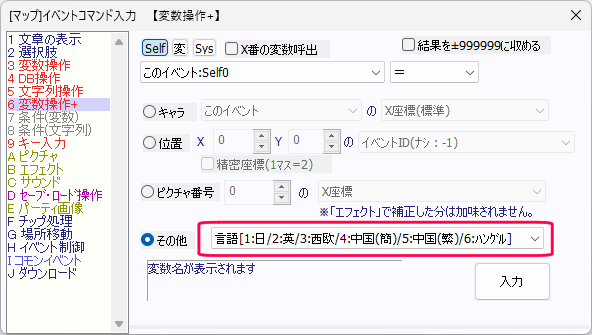 [マップ]イベントコマンド入力　【変数操作+】
1 文章の表示
2 選択肢
3 変数操作
4 DB操作
5 文字列操作
6 変数操作+
7 条件(変数)
8 条件(文字列)
9 キー入力
A ピクチャ
B エフェクト
C サウンド
D セーブ・ロード操作
E パーティ画像
F チップ処理
G 場所移動
H イベント制御
I コモンイベント
J ダウンロード
Self 変 Sys X番の変数呼出 結果を±999999に収める
このイベント:Self0 =
キャラ このイベント の X座標(標準)
位置 X 0 Y 0 の イベントID(ﾅｼ：-1)
精密座標(1マス=2)
ピクチャ番号 0 の X座標
※「エフェクト」で補正した分は加味されません。
その他 言語[1:日/2:英/3:西欧/4:中国(簡)/5:中国(繁)/6:ﾊﾝｸﾞﾙ]
変数名が表示されます
入力